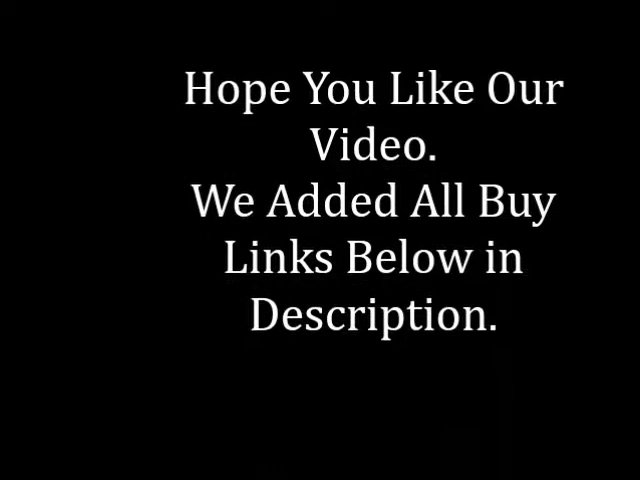 Hope You Like Our
Video.
We Added All Buy
Links Below in
Description.